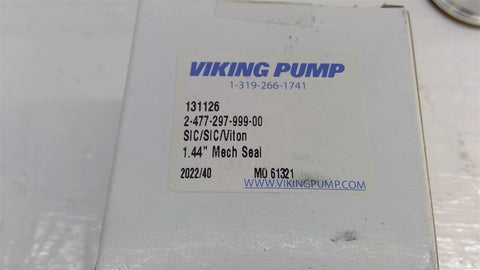 VIKING PUMP
1-319-266-1741
131126
2-477-297-999-00
SIC/SIC/Viton
1.44" Mech Seal
2022/40 MO 61321
WWW.VIKINGPUMP.COM